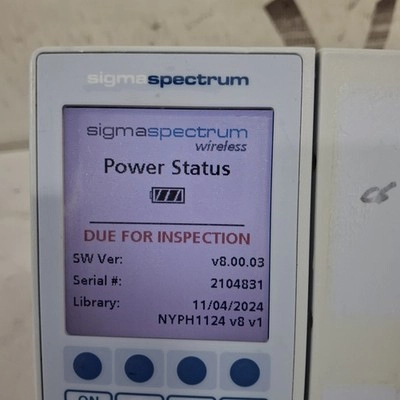 sigmaspectrum
sigmaspectrum
wireless
Power Status
DUE FOR INSPECTION
SW Ver: v8.00.03
Serial #: 2104831
Library: 11/04/2024
NYPH1124 v8 v1
ON